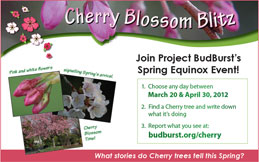 Cherry Blossom Blitz
Pink and white flowers
signalling Spring's arrival
Cherry
Blossom
Time!
Join Project BudBurst's
Spring Equinox Event!
1. Choose any day between
March 20 & April 30, 2012
2. Find a Cherry tree and write down
what it's doing
3. Report what you see at:
budburst.org/cherry
What stories do Cherry trees tell this Spring?